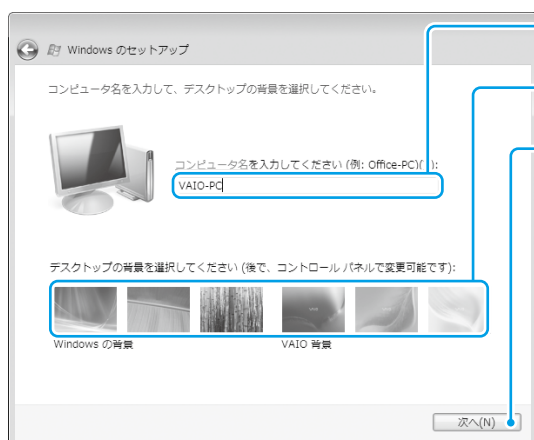 Windows のセットアップ
コンピュータ名を入力して、デスクトップの背景を選択してください。
コンピュータ名を入力してください (例: Office-PC)( ):
VAIO-PC
デスクトップの背景を選択してください (後で、コントロール パネルで変更可能です):
Windows の背景
VAIO 背景
次へ(N)